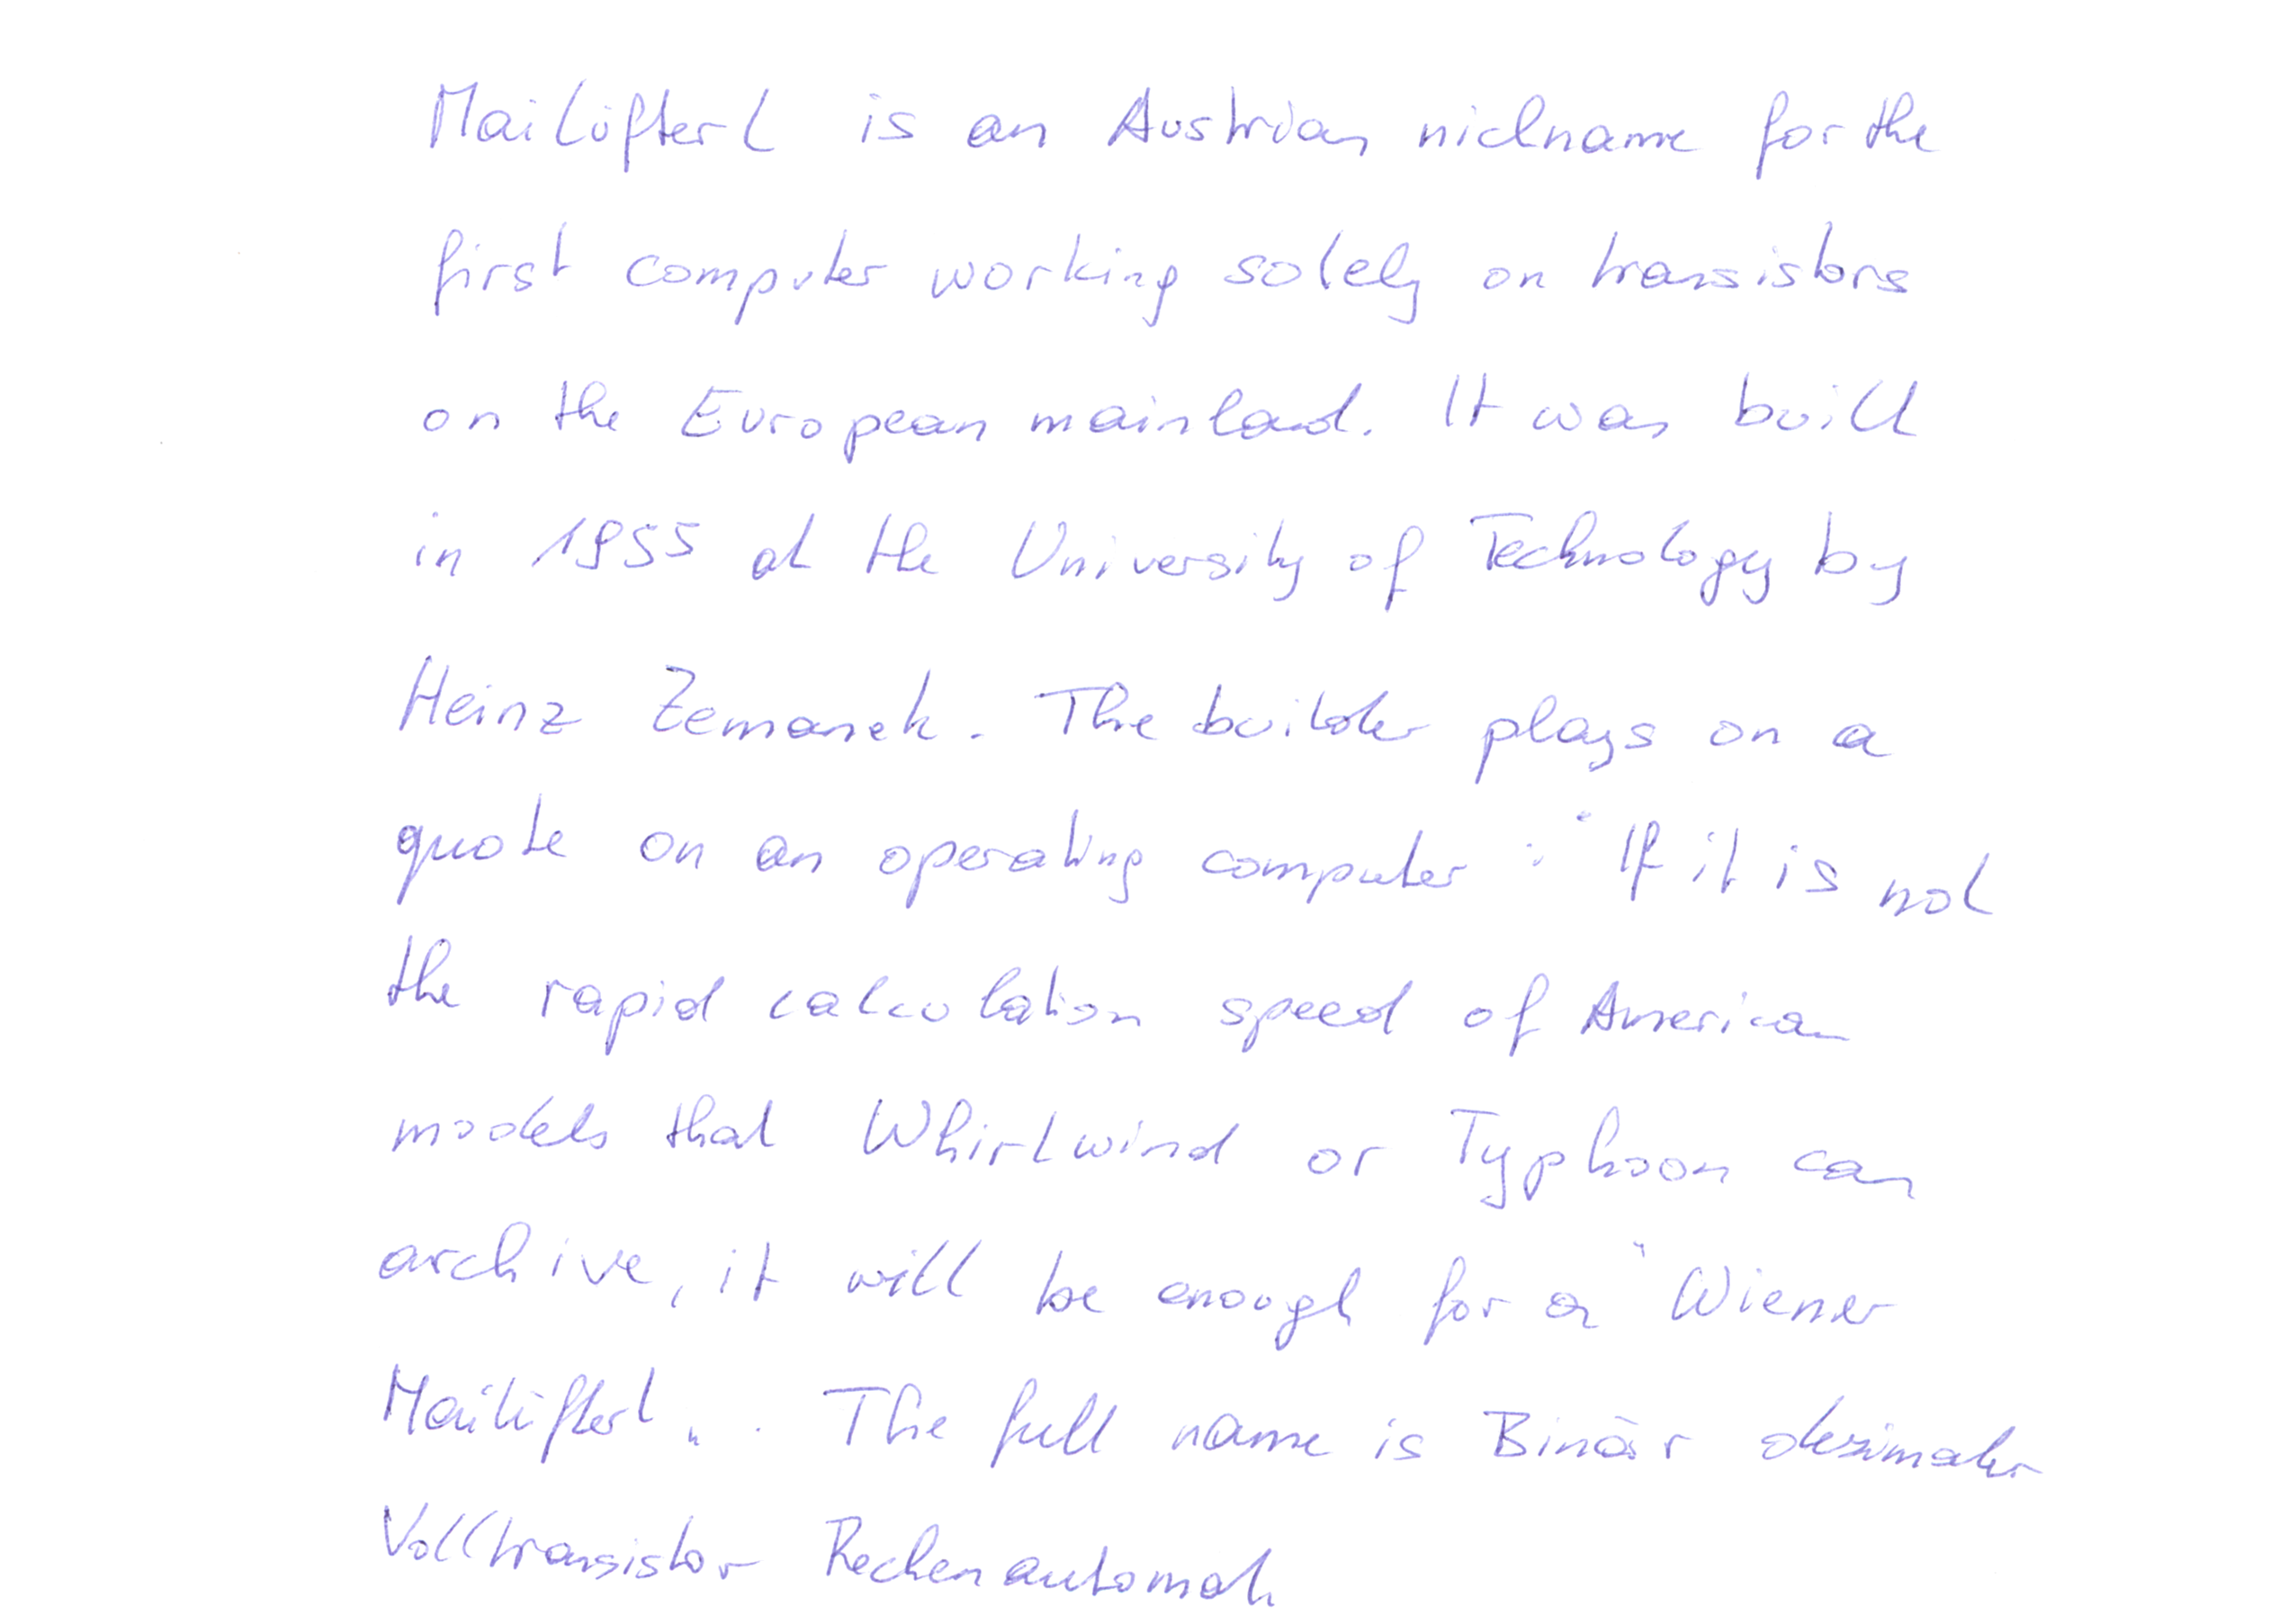 Mailüfterl is an Austrian nickname for the
first computer working solely on transistors
on the European mainland. It was built
in 1955 at the University of Technology by
Heinz Zemanek. The builder plays on a
quote on an operating computer: "If it is not
the rapid calculation speed of American
models that Whirlwind or Typhoon can
archive, it will be enough for a "Wiener
Mailüfterl". The full name is Binär dezimaler
Volltransistor Rechenautomat